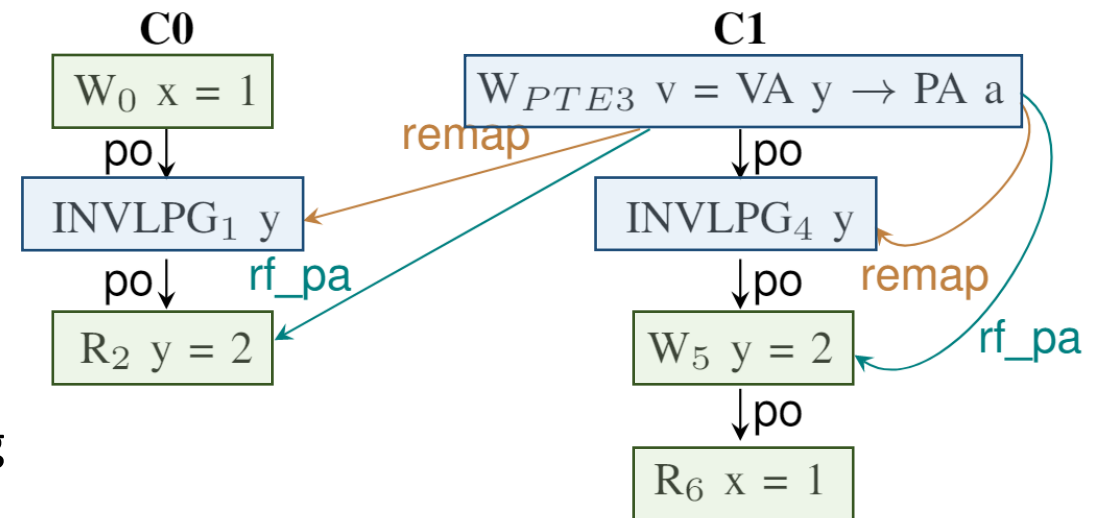 C0
C1
W₀ x = 1
W_{PTE3} v = VA y → PA a
remap
po
po
INVLPG₁ y
INVLPG₄ y
po
rf_pa
po
remap
R₂ y = 2
W₅ y = 2
rf_pa
po
g
R₆ x = 1